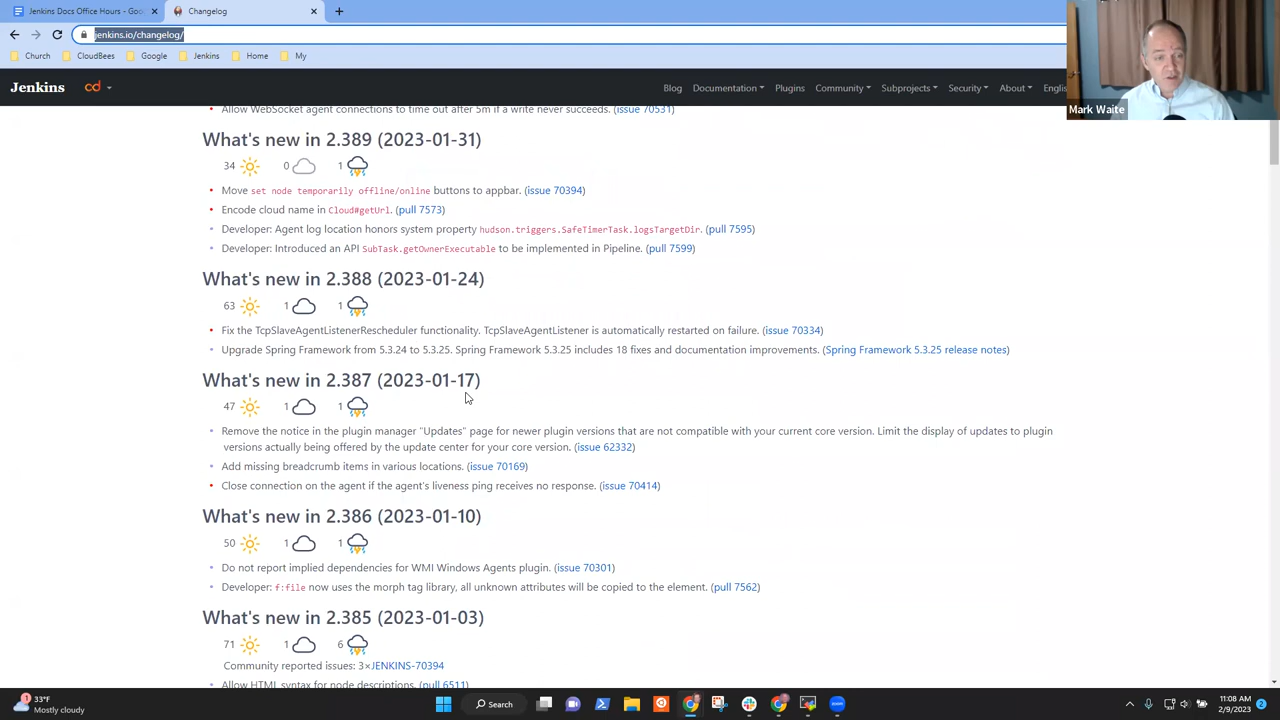 Jenkins Docs Office Hours - Goo
Changelog
jenkins.io/changelog/
Church
CloudBees
Google
Jenkins
Home
My
Jenkins
cd
Blog
Documentation
Plugins
Community
Subprojects
Security
About
Englis
Mark Waite
Allow WebSocket agent connections to time out after 5m if a write never succeeds. (issue 70531)
What's new in 2.389 (2023-01-31)
34 0 1
Move set node temporarily offline/online buttons to appbar. (issue 70394)
Encode cloud name in Cloud#getUrl. (pull 7573)
Developer: Agent log location honors system property hudson.triggers.SafeTimerTask.logsTargetDir. (pull 7595)
Developer: Introduced an API SubTask.getOwnerExecutable to be implemented in Pipeline. (pull 7599)
What's new in 2.388 (2023-01-24)
63 1 1
Fix the TcpSlaveAgentListenerRescheduler functionality. TcpSlaveAgentListener is automatically restarted on failure. (issue 70334)
Upgrade Spring Framework from 5.3.24 to 5.3.25. Spring Framework 5.3.25 includes 18 fixes and documentation improvements. (Spring Framework 5.3.25 release notes)
What's new in 2.387 (2023-01-17)
47 1 1
Remove the notice in the plugin manager "Updates" page for newer plugin versions that are not compatible with your current core version. Limit the display of updates to plugin
versions actually being offered by the update center for your core version. (issue 62332)
Add missing breadcrumb items in various locations. (issue 70169)
Close connection on the agent if the agent's liveness ping receives no response. (issue 70414)
What's new in 2.386 (2023-01-10)
50 1 1
Do not report implied dependencies for WMI Windows Agents plugin. (issue 70301)
Developer: f:file now uses the morph tag library, all unknown attributes will be copied to the element. (pull 7562)
What's new in 2.385 (2023-01-03)
71 1 6
Community reported issues: 3×JENKINS-70394
Allow HTML syntax for node descriptions. (pull 6511)
1
33°F
Mostly cloudy
Search
11:08 AM
2/9/2023
2